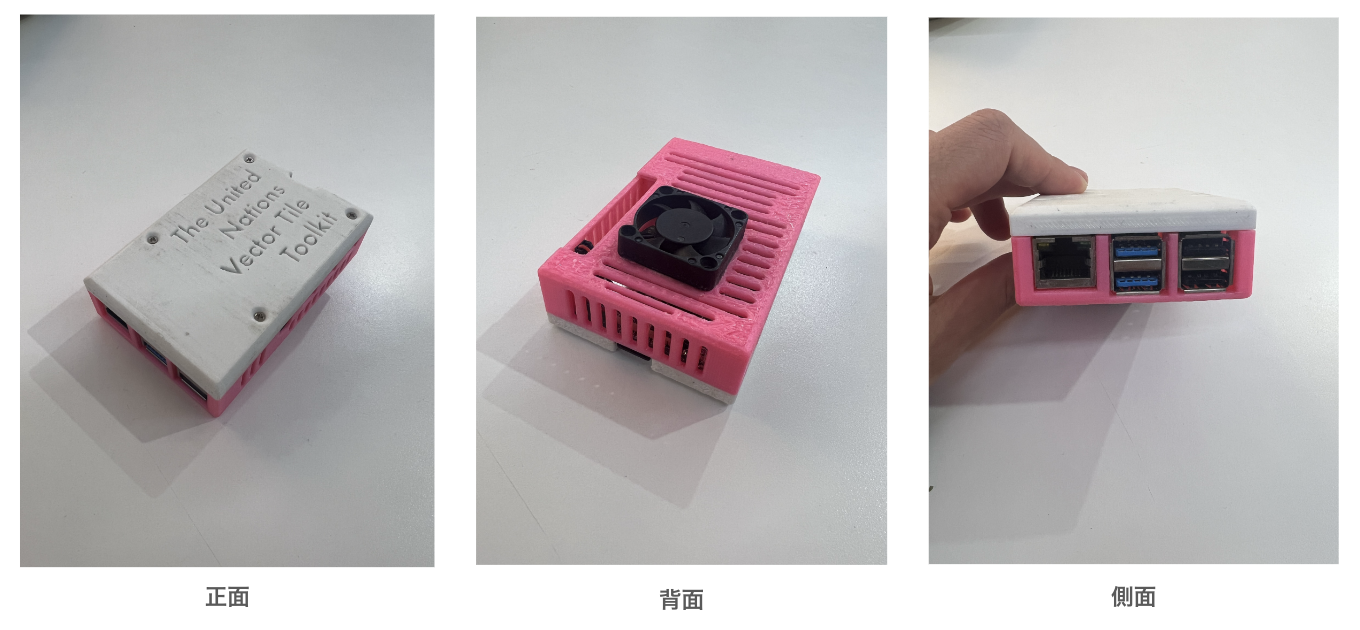 The United
Nations
Vector Tile
Toolkit
正面
背面
側面